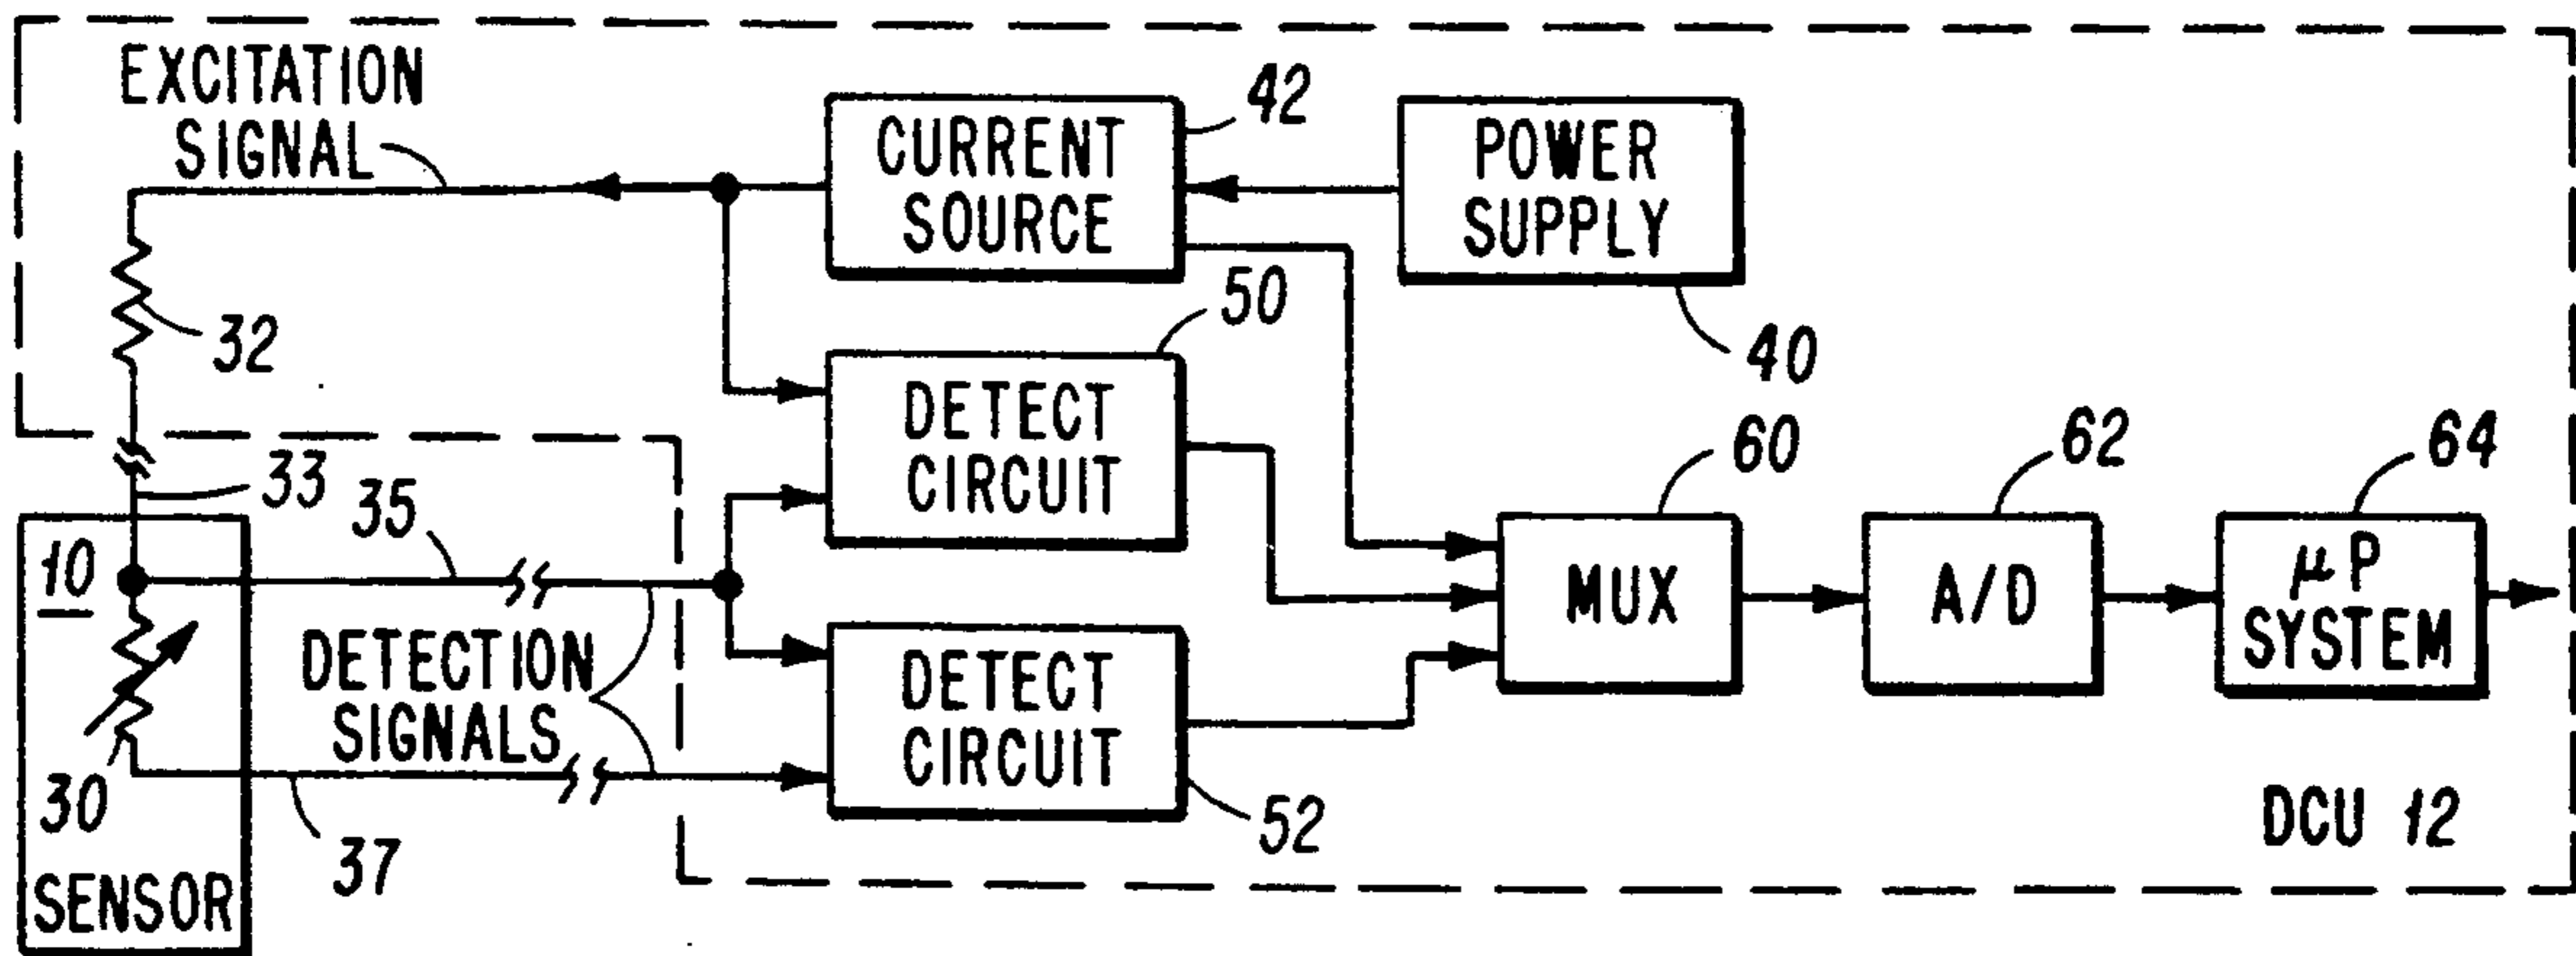 EXCITATION
SIGNAL
CURRENT
SOURCE
42
POWER
SUPPLY
40
32
50
DETECT
CIRCUIT
33
35
10
DETECTION
SIGNALS
30
37
SENSOR
DETECT
CIRCUIT
52
60
MUX
62
A/D
64
μP
SYSTEM
DCU 12